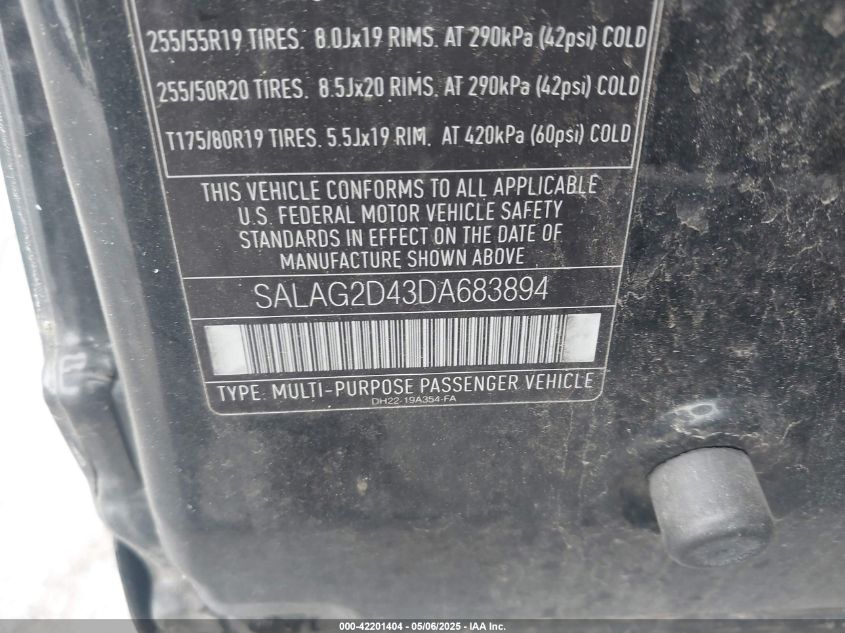 255/55R19 TIRES. 8.0Jx19 RIMS. AT 290kPa (42psi) COLD
255/50R20 TIRES. 8.5Jx20 RIMS. AT 290kPa (42psi) COLD
T175/80R19 TIRES. 5.5Jx19 RIM. AT 420kPa (60psi) COLD
THIS VEHICLE CONFORMS TO ALL APPLICABLE
U.S. FEDERAL MOTOR VEHICLE SAFETY
STANDARDS IN EFFECT ON THE DATE OF
MANUFACTURE SHOWN ABOVE
SALAG2D43DA683894
TYPE: MULTI-PURPOSE PASSENGER VEHICLE
DH22-19A354-FA
000-42201404 - 05/06/2025 - IAA Inc.